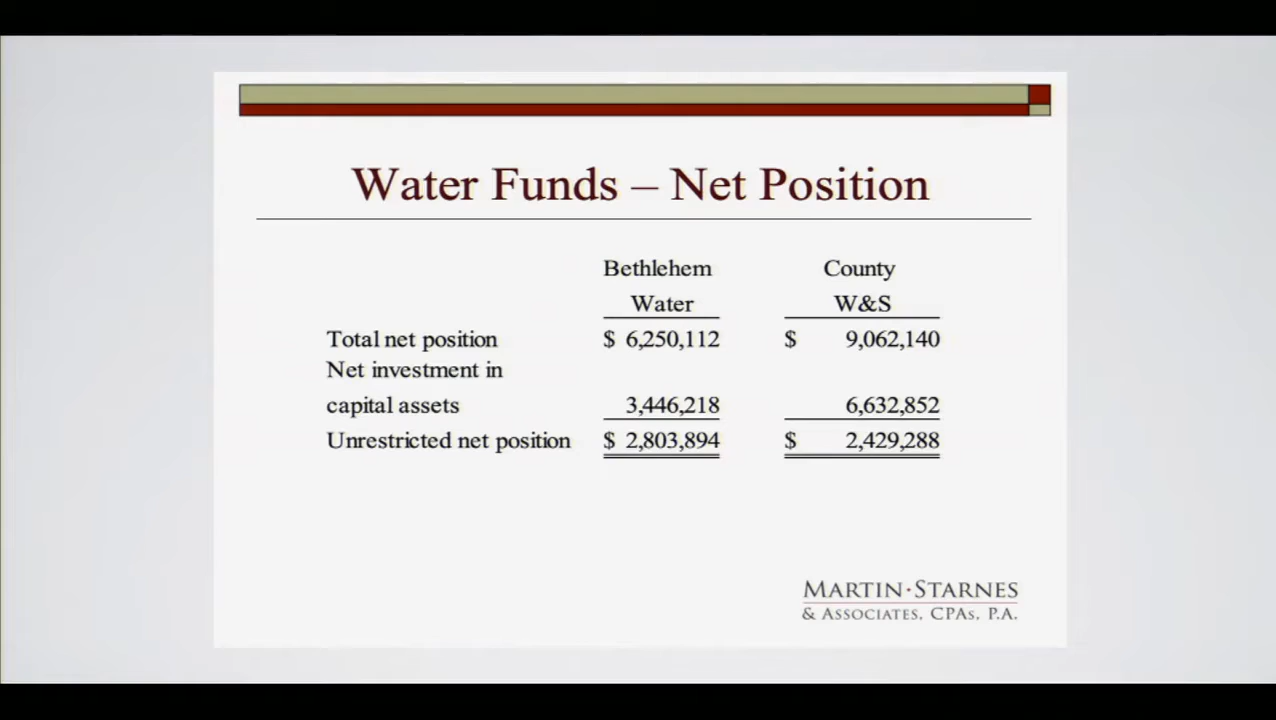 Water Funds – Net Position
Bethlehem County
Water W&S
Total net position $ 6,250,112 $ 9,062,140
Net investment in
capital assets 3,446,218 6,632,852
Unrestricted net position $ 2,803,894 $ 2,429,288
MARTIN·STARNES
& ASSOCIATES, CPAs, P.A.